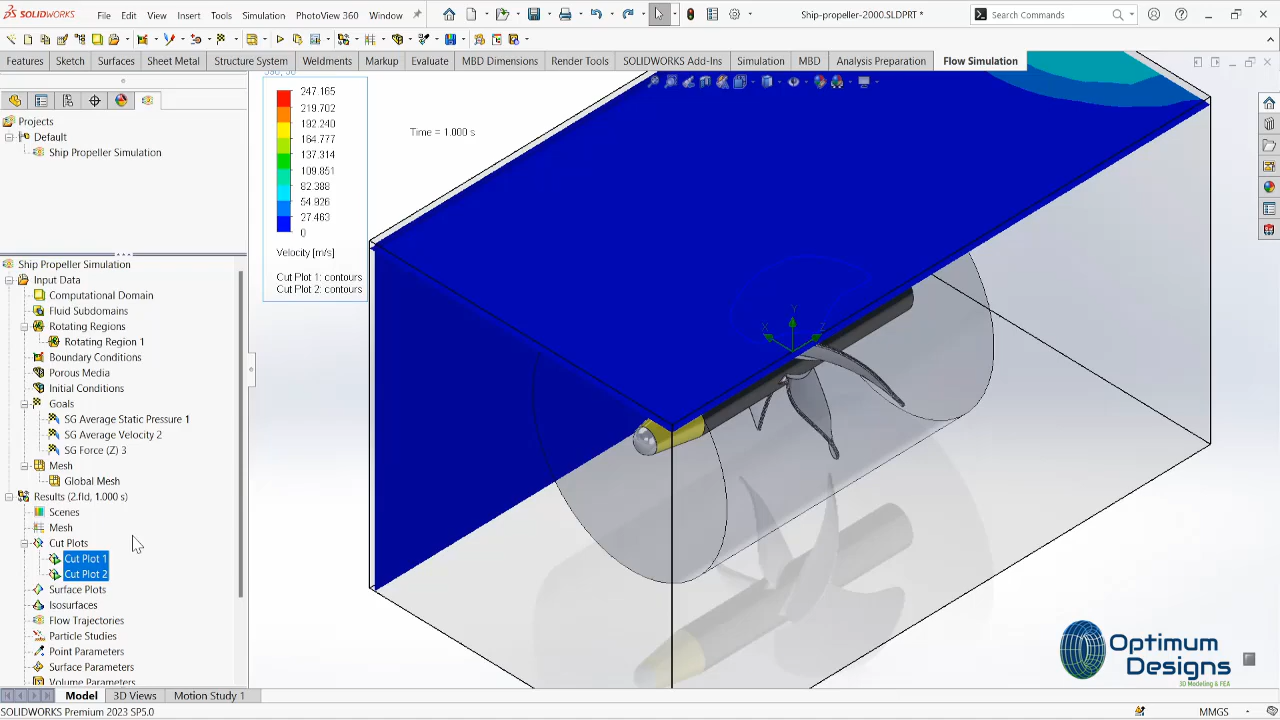 SOLIDWORKS
File
Edit
View
Insert
Tools
Simulation
PhotoView 360
Window
Ship-propeller-2000.SLDPRT *
Search Commands
Features
Sketch
Surfaces
Sheet Metal
Structure System
Weldments
Markup
Evaluate
MBD Dimensions
Render Tools
SOLIDWORKS Add-Ins
Simulation
MBD
Analysis Preparation
Flow Simulation
Projects
Default
Ship Propeller Simulation
Ship Propeller Simulation
Input Data
Computational Domain
Fluid Subdomains
Rotating Regions
Rotating Region 1
Boundary Conditions
Porous Media
Initial Conditions
Goals
SG Average Static Pressure 1
SG Average Velocity 2
SG Force (Z) 3
Mesh
Global Mesh
Results (2.fld, 1.000 s)
Scenes
Mesh
Cut Plots
Cut Plot 1
Cut Plot 2
Surface Plots
Isosurfaces
Flow Trajectories
Particle Studies
Point Parameters
Surface Parameters
Volume Parameters
247.165
219.702
192.240
164.777
137.314
109.851
82.388
54.926
27.463
0
Velocity [m/s]
Cut Plot 1: contours
Cut Plot 2: contours
Time = 1.000 s
Y
X
Z
Optimum
Designs
3D Modeling & FEA
Model
3D Views
Motion Study 1
SOLIDWORKS Premium 2023 SP5.0
MMGS